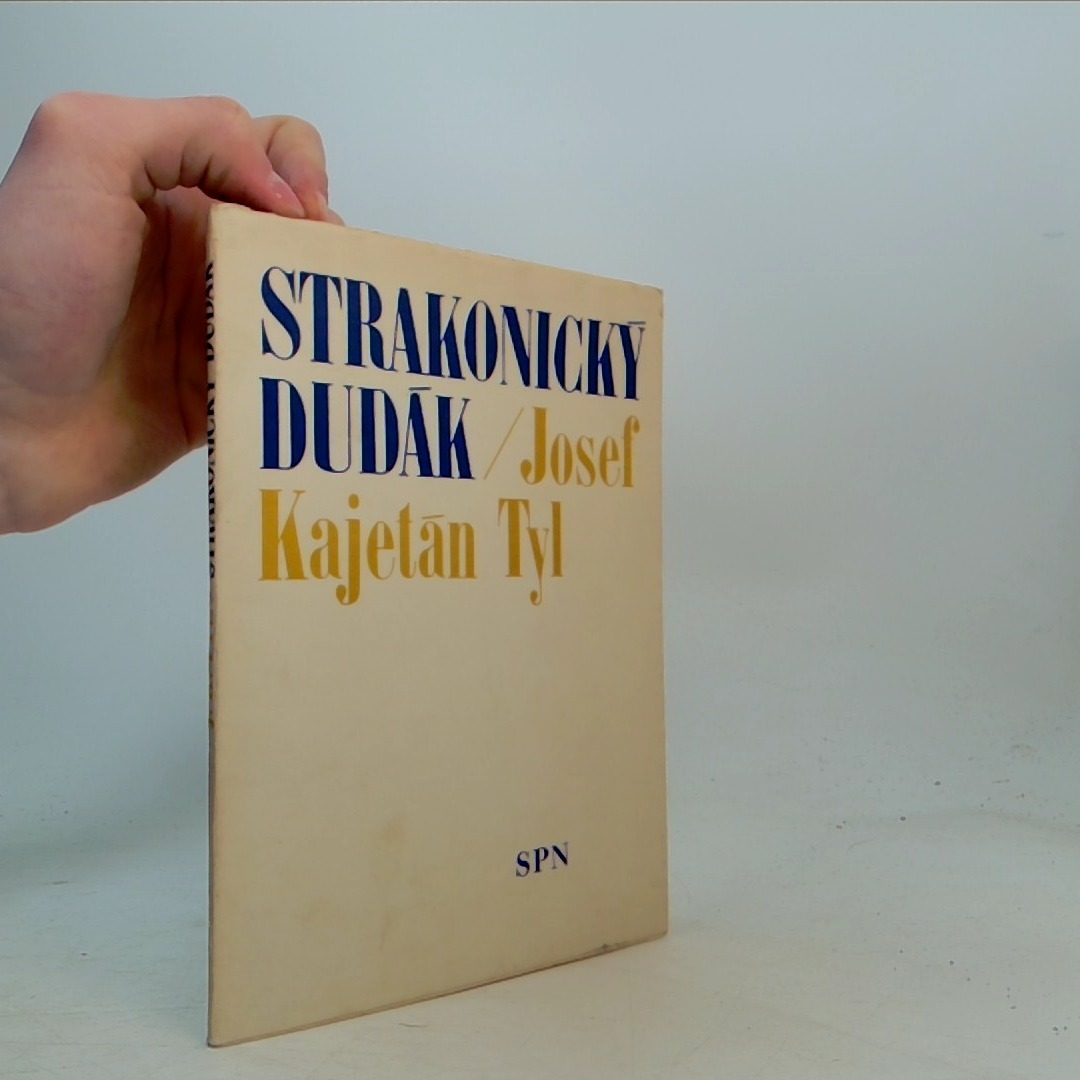 STRAKONICKÝ
DUDÁK / Josef
Kajetán Tyl
SPN
STRAKONICKÝ DUDÁK